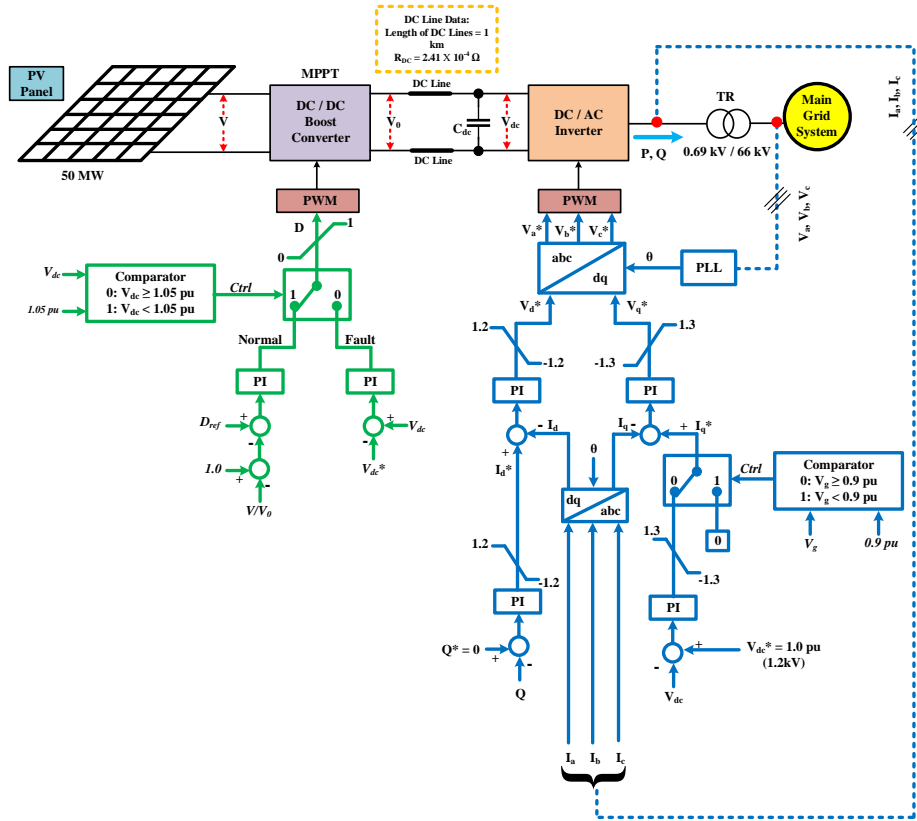 DC Line Data:
Length of DC Lines = 1
km
R_DC = 2.41 X 10^-4 Ω
PV
Panel
50 MW
MPPT
V
DC / DC
Boost
Converter
DC Line
V_0
C_dc
V_dc
DC Line
DC / AC
Inverter
P, Q
TR
0.69 kV / 66 kV
Main
Grid
System
I_a, I_b, I_c
V_a, V_b, V_c
PWM
PWM
D
1
0
V_a*
V_b*
V_c*
abc
dq
θ
PLL
V_dc
1.05 pu
Comparator
0: V_dc ≥ 1.05 pu
1: V_dc < 1.05 pu
Ctrl
1
0
Normal
Fault
V_d*
V_q*
1.2
-1.2
1.3
-1.3
PI
PI
PI
PI
D_ref
+
-
+
-
V_dc
V_dc*
1.0
+
-
V/V_0
-
I_d
+
I_d*
I_q
-
+
I_q*
θ
dq
abc
0
1
0
Ctrl
Comparator
0: V_g ≥ 0.9 pu
1: V_g < 0.9 pu
V_g
0.9 pu
1.2
-1.2
1.3
-1.3
PI
PI
Q* = 0
+
-
Q
+
-
V_dc* = 1.0 pu
(1.2kV)
V_dc
I_a
I_b
I_c